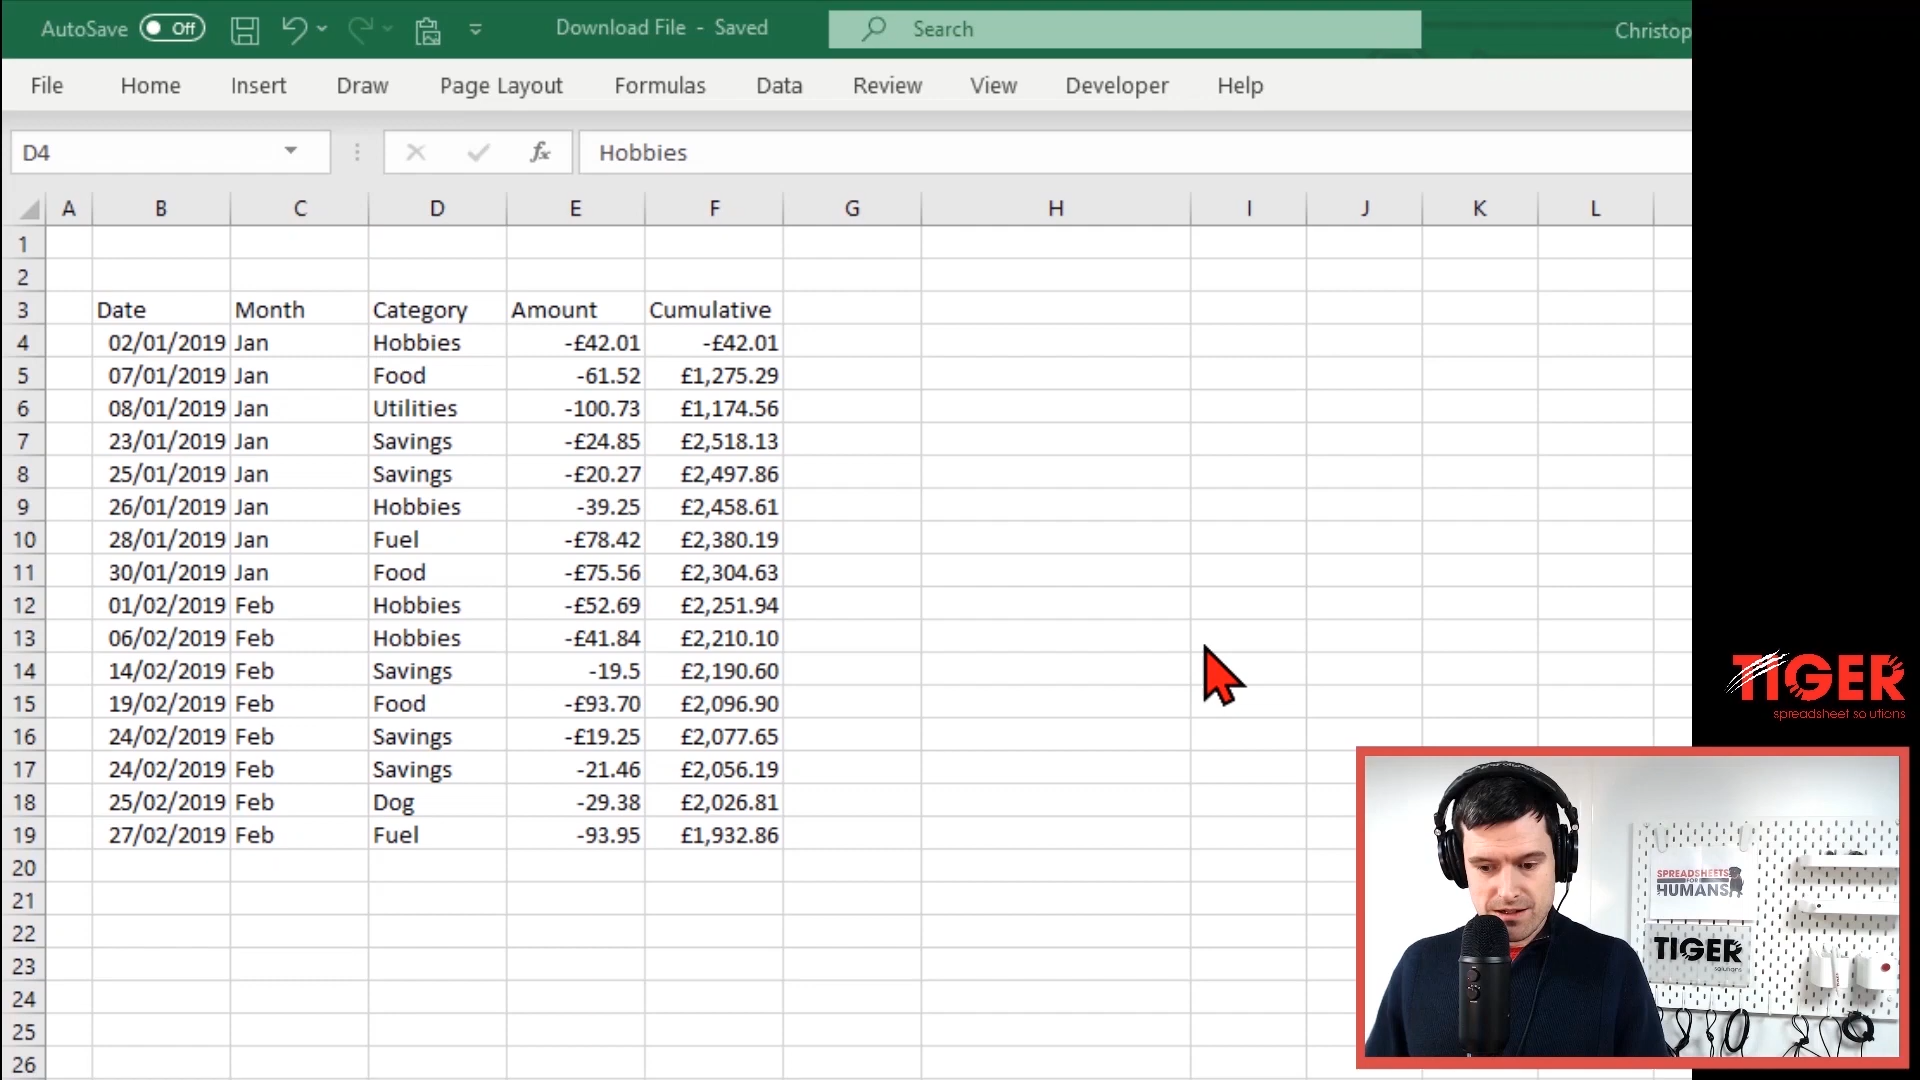 AutoSave Off Download File - Saved Search Christop
File Home Insert Draw Page Layout Formulas Data Review View Developer Help
D4 fx Hobbies
A B C D E F G H I J K L
1
2
3 Date Month Category Amount Cumulative
4 02/01/2019 Jan Hobbies -£42.01 -£42.01
5 07/01/2019 Jan Food -61.52 £1,275.29
6 08/01/2019 Jan Utilities -100.73 £1,174.56
7 23/01/2019 Jan Savings -£24.85 £2,518.13
8 25/01/2019 Jan Savings -£20.27 £2,497.86
9 26/01/2019 Jan Hobbies -39.25 £2,458.61
10 28/01/2019 Jan Fuel -£78.42 £2,380.19
11 30/01/2019 Jan Food -£75.56 £2,304.63
12 01/02/2019 Feb Hobbies -£52.69 £2,251.94
13 06/02/2019 Feb Hobbies -£41.84 £2,210.10
14 14/02/2019 Feb Savings -19.5 £2,190.60
15 19/02/2019 Feb Food -£93.70 £2,096.90
16 24/02/2019 Feb Savings -£19.25 £2,077.65
17 24/02/2019 Feb Savings -21.46 £2,056.19
18 25/02/2019 Feb Dog -29.38 £2,026.81
19 27/02/2019 Feb Fuel -93.95 £1,932.86
20
21
22
23
24
25
26
TIGER
spreadsheet solutions
SPREADSHEETS
FOR
HUMANS
TIGER
solutions